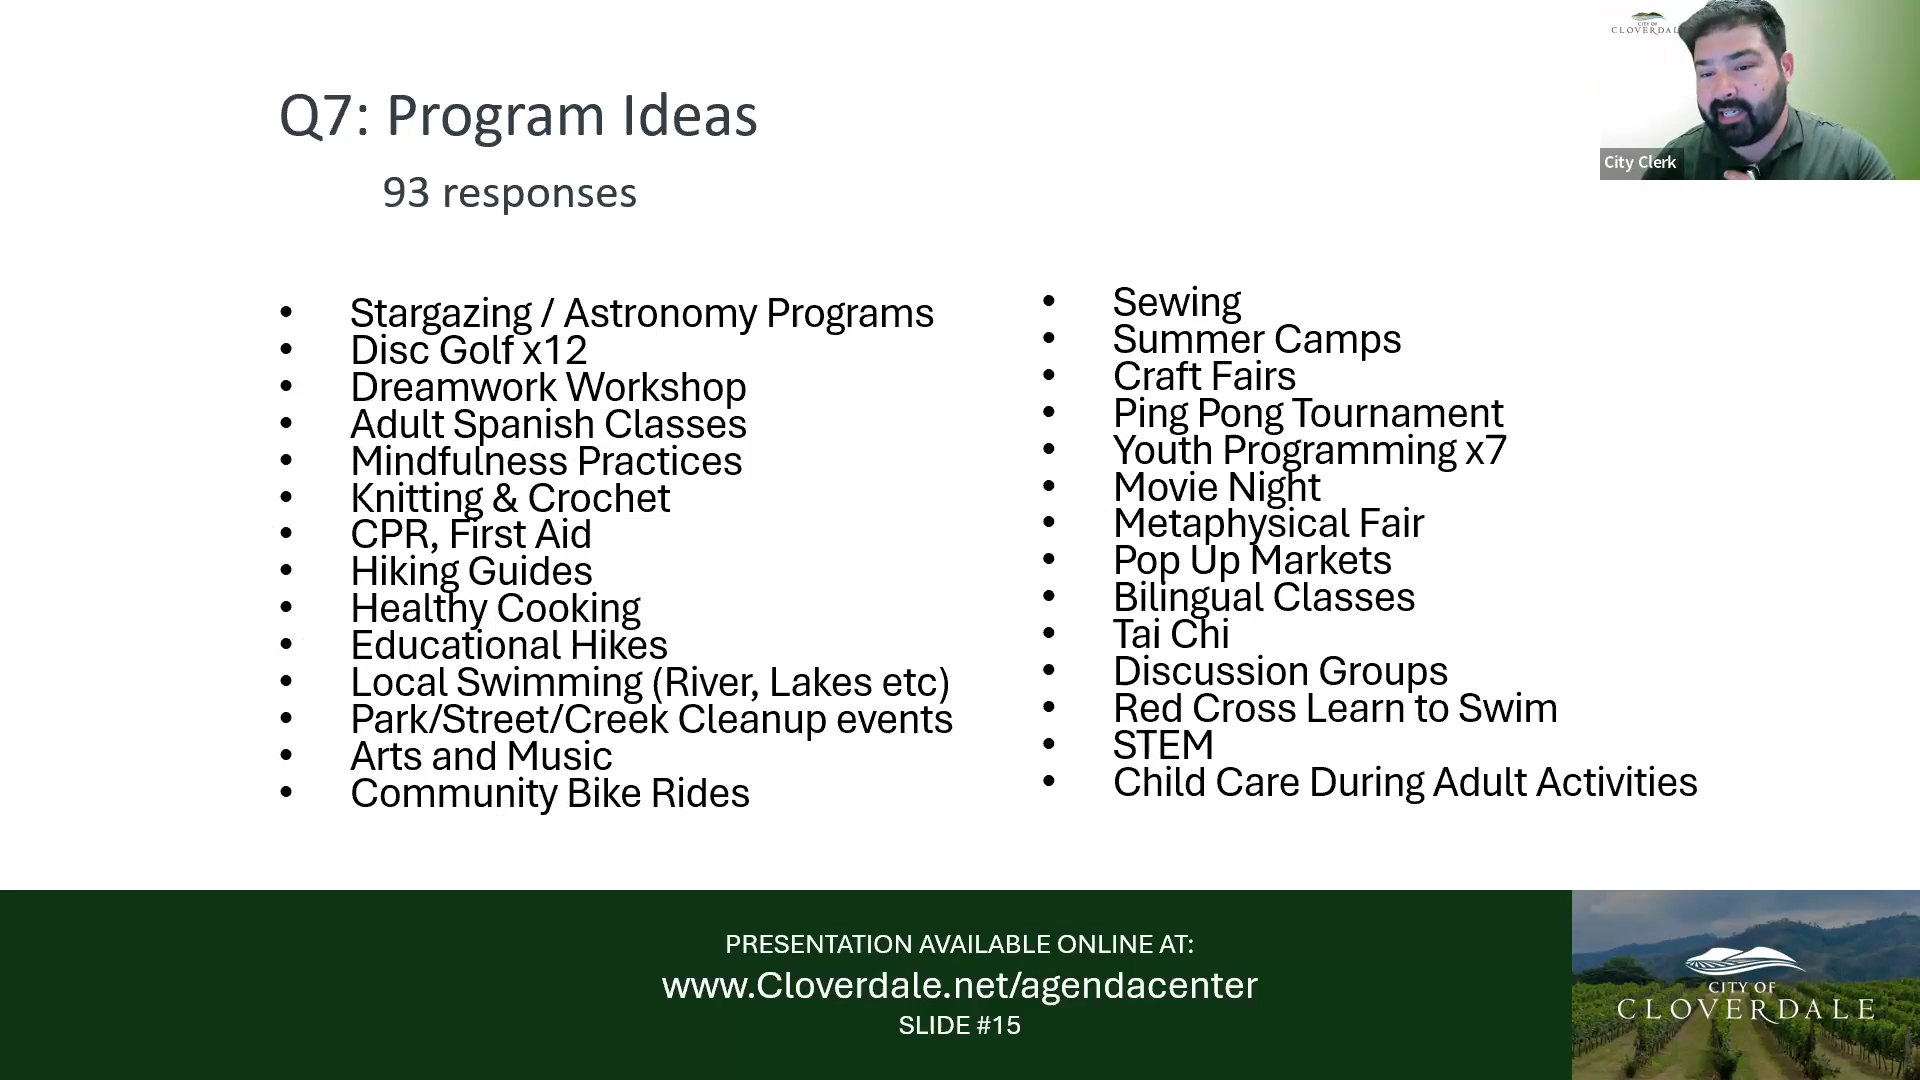 Q7: Program Ideas
93 responses
• Stargazing / Astronomy Programs
• Disc Golf x12
• Dreamwork Workshop
• Adult Spanish Classes
• Mindfulness Practices
• Knitting & Crochet
• CPR, First Aid
• Hiking Guides
• Healthy Cooking
• Educational Hikes
• Local Swimming (River, Lakes etc)
• Park/Street/Creek Cleanup events
• Arts and Music
• Community Bike Rides
• Sewing
• Summer Camps
• Craft Fairs
• Ping Pong Tournament
• Youth Programming x7
• Movie Night
• Metaphysical Fair
• Pop Up Markets
• Bilingual Classes
• Tai Chi
• Discussion Groups
• Red Cross Learn to Swim
• STEM
• Child Care During Adult Activities
CITY OF
CLOVERDAL
City Clerk
PRESENTATION AVAILABLE ONLINE AT:
www.Cloverdale.net/agendacenter
SLIDE #15
CITY OF
CLOVERDALE